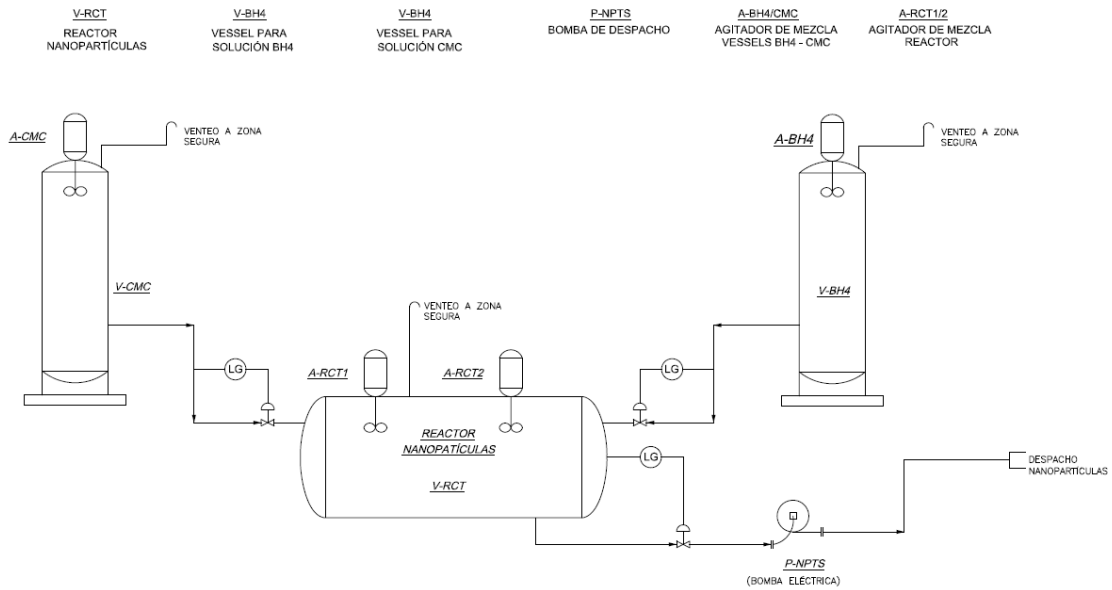 V-RCT
REACTOR
NANOPARTÍCULAS
V-BH4
VESSEL PARA
SOLUCIÓN BH4
V-BH4
VESSEL PARA
SOLUCIÓN CMC
P-NPTS
BOMBA DE DESPACHO
A-BH4/CMC
AGITADOR DE MEZCLA
VESSELS BH4 - CMC
A-RCT1/2
AGITADOR DE MEZCLA
REACTOR
A-CMC
VENTEO A ZONA
SEGURA
A-BH4
VENTEO A ZONA
SEGURA
V-CMC
V-BH4
VENTEO A ZONA
SEGURA
LG
A-RCT1
A-RCT2
LG
REACTOR
NANOPATÍCULAS
V-RCT
LG
DESPACHO
NANOPARTÍCULAS
P-NPTS
(BOMBA ELÉCTRICA)